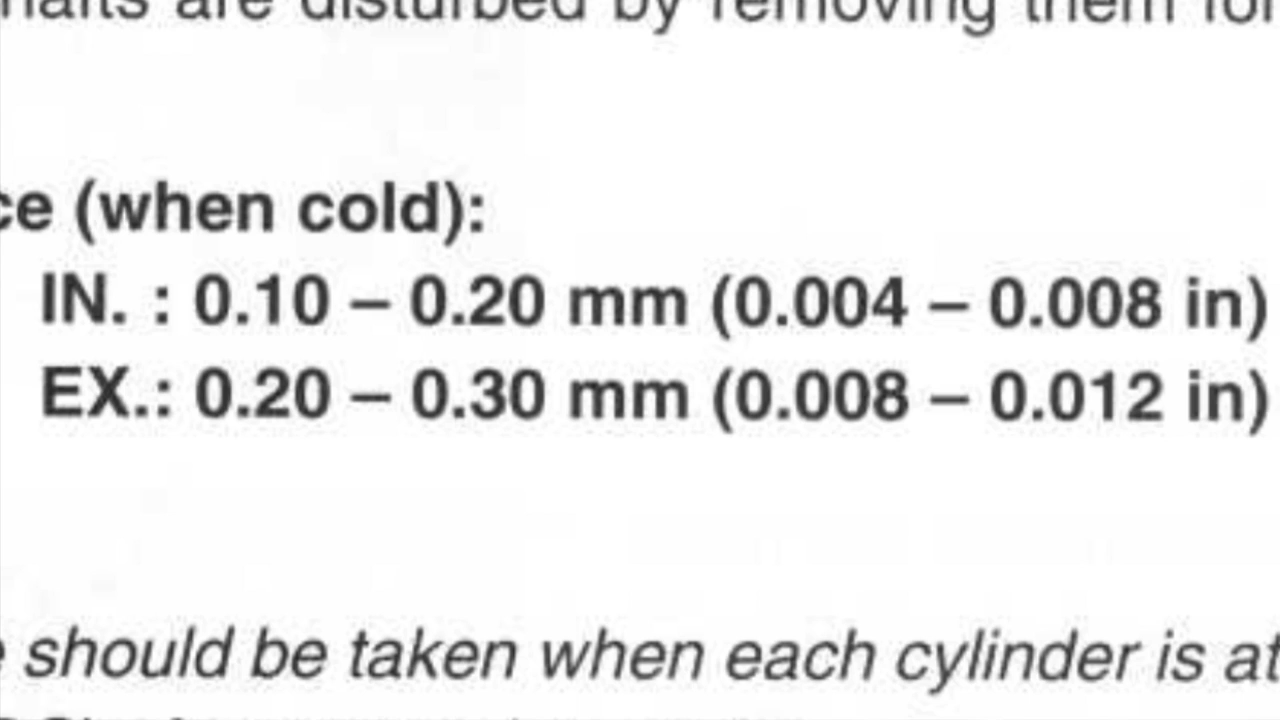 are disturbed by removing them for
(when cold):
IN. : 0.10 – 0.20 mm (0.004 – 0.008 in)
EX.: 0.20 – 0.30 mm (0.008 – 0.012 in)
should be taken when each cylinder is at